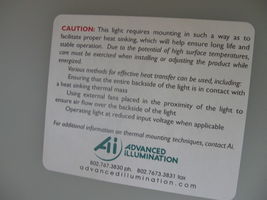 CAUTION: This light requires mounting in such a way as to
facilitate proper heat sinking, which will help ensure long life and
stable operation. Due to the potential of high surface temperatures,
care must be exercised when installing or adjusting the product while
energized.
Various methods for effective heat transfer can be used, including:
Ensuring that the backside of the light is in contact with
a heat sinking thermal mass
Using external fans placed in the proximity of the light to
ensure air flow over the backside of the light
Operating light at reduced input voltage when applicable
For additional information on thermal mounting techniques, contact Ai.
Ai ADVANCED
ILLUMINATION
802.767.3830 ph. 802.7673.3831 fax
advancedillumination.com